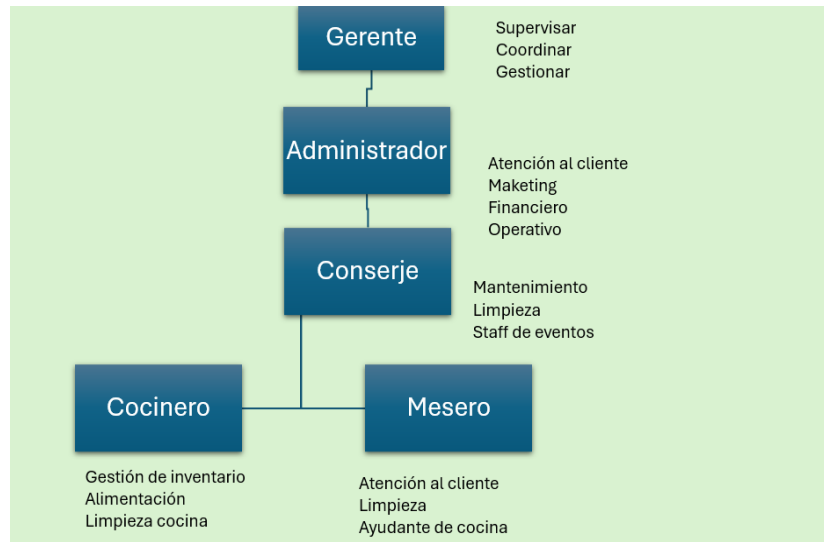 Gerente
Supervisar
Coordinar
Gestionar
Administrador
Atención al cliente
Maketing
Financiero
Operativo
Conserje
Mantenimiento
Limpieza
Staff de eventos
Cocinero
Gestión de inventario
Alimentación
Limpieza cocina
Mesero
Atención al cliente
Limpieza
Ayudante de cocina